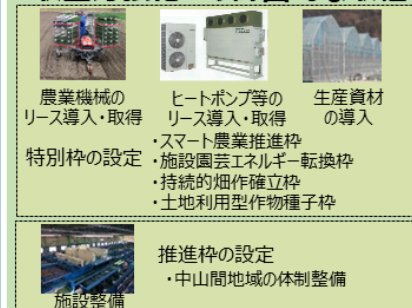 農業機械の
リース導入・取得
ヒートポンプ等の
リース導入・取得
生産資材
の導入
特別枠の設定
・スマート農業推進枠
・施設園芸エネルギー転換枠
・持続的畑作確立枠
・土地利用型作物種子枠
施設整備
推進枠の設定
・中山間地域の体制整備